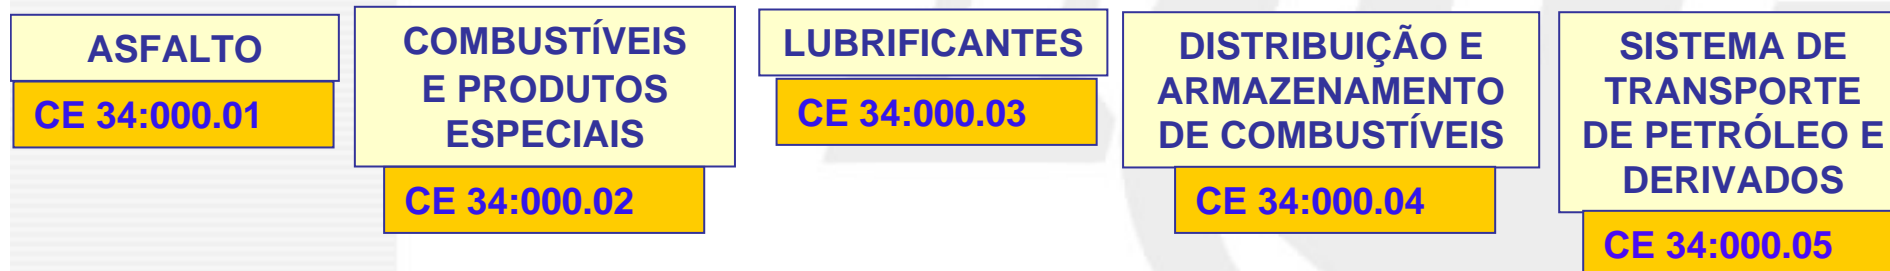 ASFALTO
CE 34:000.01
COMBUSTÍVEIS
E PRODUTOS
ESPECIAIS
CE 34:000.02
LUBRIFICANTES
CE 34:000.03
DISTRIBUIÇÃO E
ARMAZENAMENTO
DE COMBUSTÍVEIS
CE 34:000.04
SISTEMA DE
TRANSPORTE
DE PETRÓLEO E
DERIVADOS
CE 34:000.05